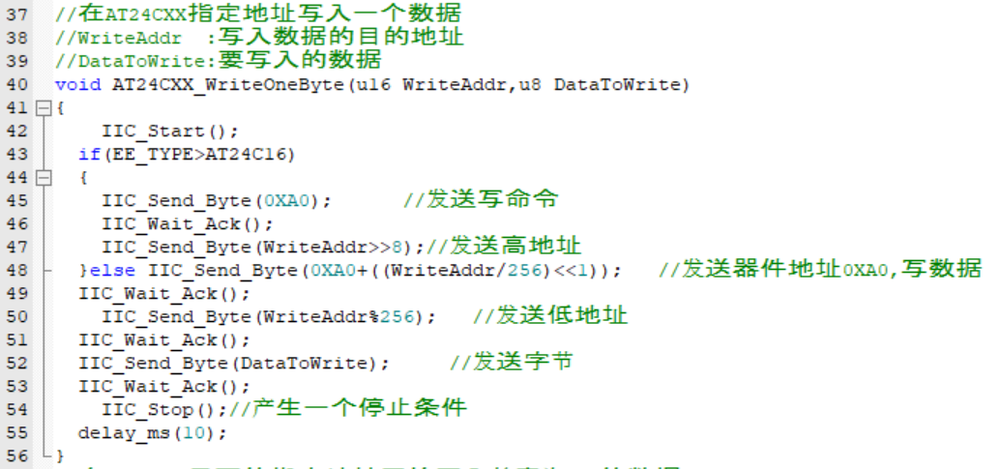 37 //在AT24CXX指定地址写入一个数据
38 //WriteAddr :写入数据的目的地址
39 //DataToWrite:要写入的数据
40 void AT24CXX_WriteOneByte(u16 WriteAddr,u8 DataToWrite)
41 {
42 IIC_Start();
43 if(EE_TYPE>AT24C16)
44 {
45 IIC_Send_Byte(0XA0); //发送写命令
46 IIC_Wait_Ack();
47 IIC_Send_Byte(WriteAddr>>8);//发送高地址
48 }else IIC_Send_Byte(0XA0+((WriteAddr/256)<<1)); //发送器件地址0XA0,写数据
49 IIC_Wait_Ack();
50 IIC_Send_Byte(WriteAddr%256); //发送低地址
51 IIC_Wait_Ack();
52 IIC_Send_Byte(DataToWrite); //发送字节
53 IIC_Wait_Ack();
54 IIC_Stop();//产生一个停止条件
55 delay_ms(10);
56 }